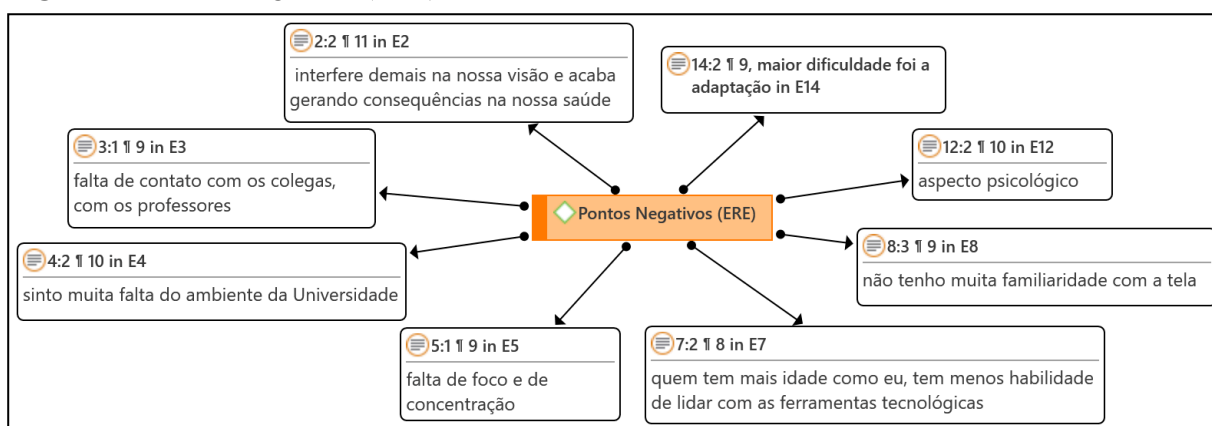 2:2 ¶ 11 in E2
interfere demais na nossa visão e acaba
gerando consequências na nossa saúde
14:2 ¶ 9, maior dificuldade foi a
adaptação in E14
3:1 ¶ 9 in E3
falta de contato com os colegas,
com os professores
12:2 ¶ 10 in E12
aspecto psicológico
Pontos Negativos (ERE)
4:2 ¶ 10 in E4
sinto muita falta do ambiente da Universidade
8:3 ¶ 9 in E8
não tenho muita familiaridade com a tela
5:1 ¶ 9 in E5
falta de foco e de
concentração
7:2 ¶ 8 in E7
quem tem mais idade como eu, tem menos habilidade
de lidar com as ferramentas tecnológicas